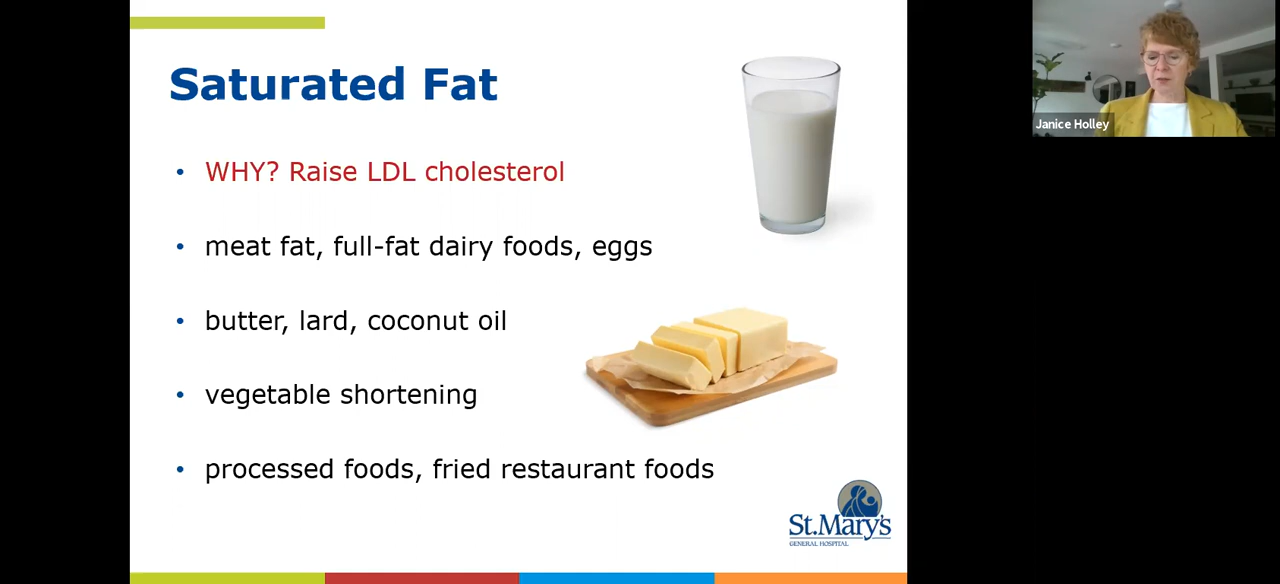 Saturated Fat
WHY? Raise LDL cholesterol
meat fat, full-fat dairy foods, eggs
butter, lard, coconut oil
vegetable shortening
processed foods, fried restaurant foods
St.Mary's
GENERAL HOSPITAL
Janice Holley